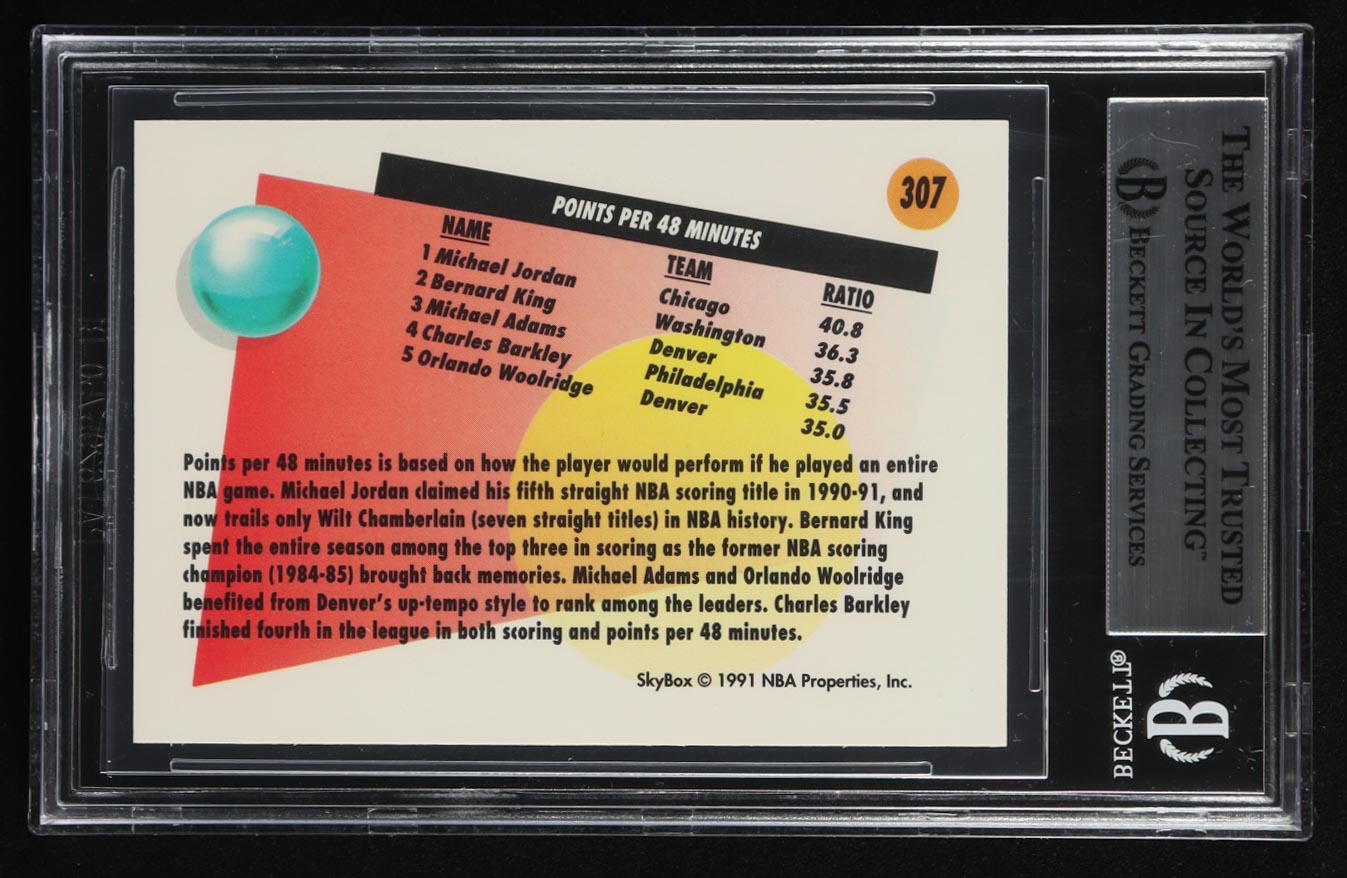 307
POINTS PER 48 MINUTES
NAME TEAM RATIO
1 Michael Jordan Chicago 40.8
2 Bernard King Washington 36.3
3 Michael Adams Denver 35.8
4 Charles Barkley Philadelphia 35.5
5 Orlando Woolridge Denver 35.0
Points per 48 minutes is based on how the player would perform if he played an entire
NBA game. Michael Jordan claimed his fifth straight NBA scoring title in 1990-91, and
now trails only Wilt Chamberlain (seven straight titles) in NBA history. Bernard King
spent the entire season among the top three in scoring as the former NBA scoring
champion (1984-85) brought back memories. Michael Adams and Orlando Woolridge
benefited from Denver's up-tempo style to rank among the leaders. Charles Barkley
finished fourth in the league in both scoring and points per 48 minutes.
SkyBox © 1991 NBA Properties, Inc.
THE WORLD'S MOST TRUSTED
SOURCE IN COLLECTING™
B BECKETT GRADING SERVICES
BECKETT®
B